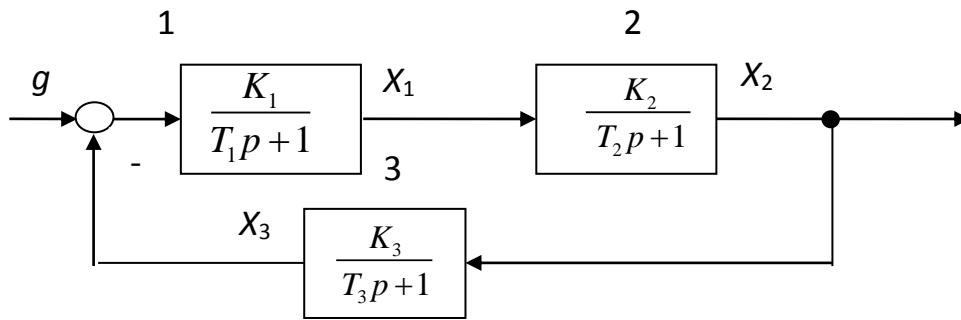 1
2
g
K₁
T₁p + 1
X₁
K₂
T₂p + 1
X₂
-
3
X₃
K₃
T₃p + 1